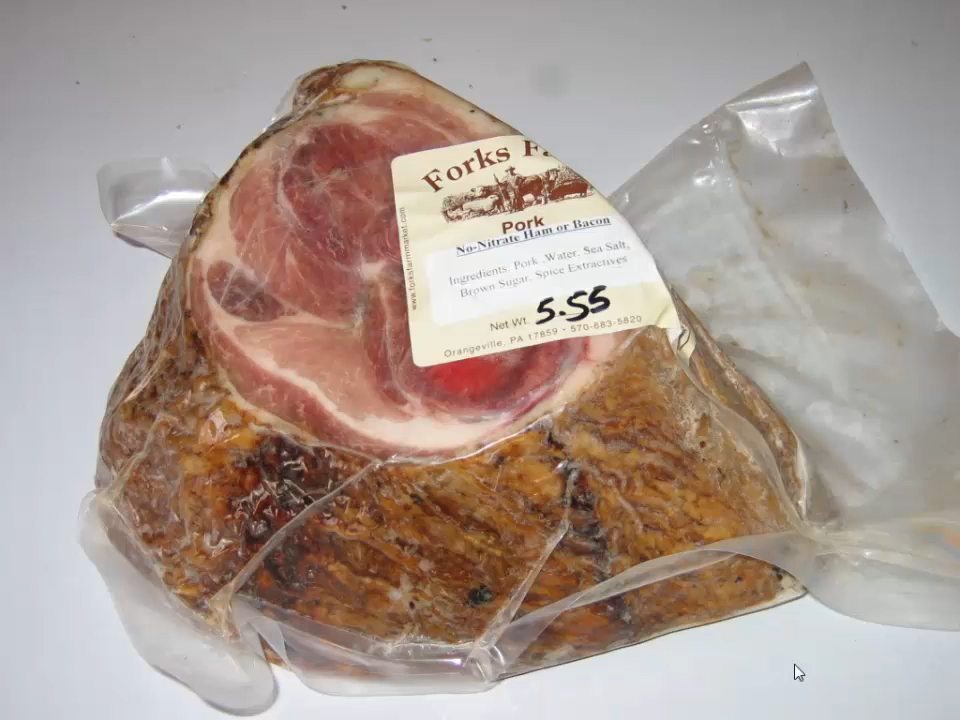 Forks
Pork
No-Nitrate Ham or Bacon
Ingredients: Pork ,Water, Sea Salt,
Brown Sugar, Spice Extractives
Net Wt. 5.55
Orangeville, PA 17859 - 570-683-5820
www.forksfarmmarket.com